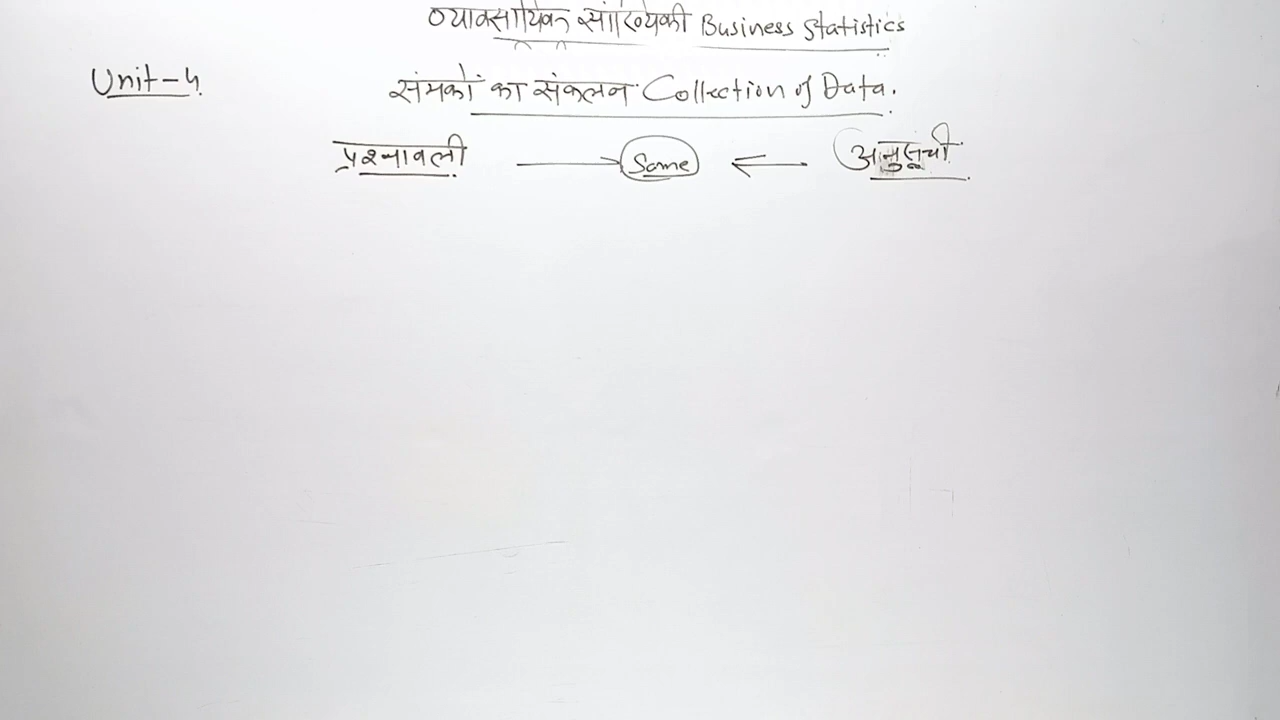 व्यावसायिक सांख्यिकी Business Statistics
Unit-4
संमकों का संकलन Collection of Data.
प्रश्नावली → Same ← अनुसूची